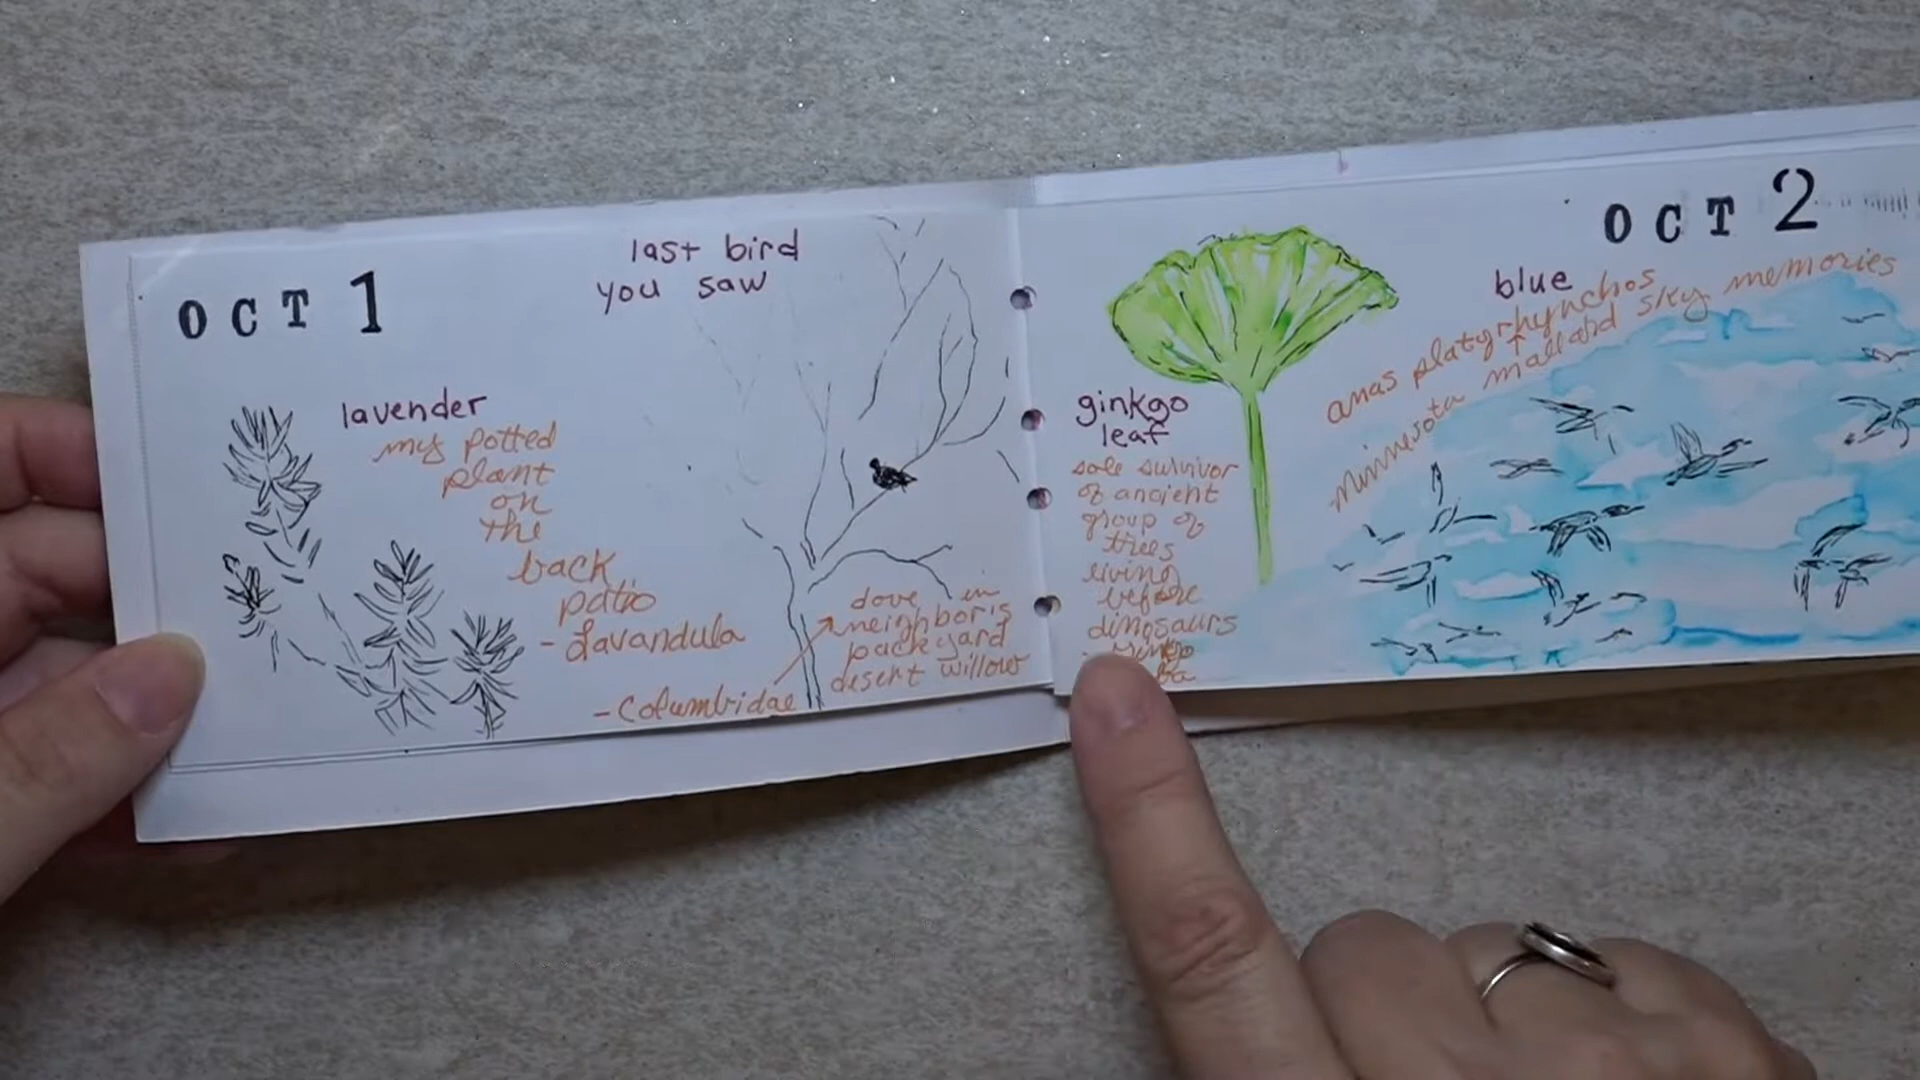 OCT 1
last bird
you saw
lavender
my potted
plant
on
the
back
patio
- Lavandula
dove in
neighbor's
backyard
desert willow
- Columbidae
OCT 2
ginkgo
leaf
sole survivor
of ancient
group of
trees
living
before
dinosaurs
blue
anas platyrhynchos
minnesota mallard sky memories